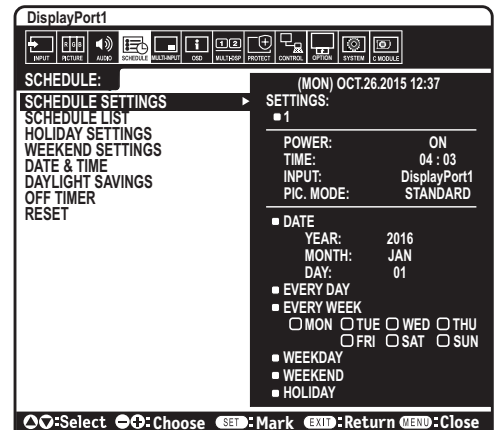 DisplayPort1
INPUT PICTURE AUDIO SCHEDULE MULTI-INPUT OSD MULTI-DSP PROTECT CONTROL OPTION SYSTEM C MODULE
SCHEDULE:
SCHEDULE SETTINGS
SCHEDULE LIST
HOLIDAY SETTINGS
WEEKEND SETTINGS
DATE & TIME
DAYLIGHT SAVINGS
OFF TIMER
RESET
(MON) OCT.26.2015 12:37
SETTINGS:
1
POWER: ON
TIME: 04 : 03
INPUT: DisplayPort1
PIC. MODE: STANDARD
DATE
YEAR: 2016
MONTH: JAN
DAY: 01
EVERY DAY
EVERY WEEK
MON TUE WED THU
FRI SAT SUN
WEEKDAY
WEEKEND
HOLIDAY
:Select :Choose SET:Mark EXIT:Return MENU:Close